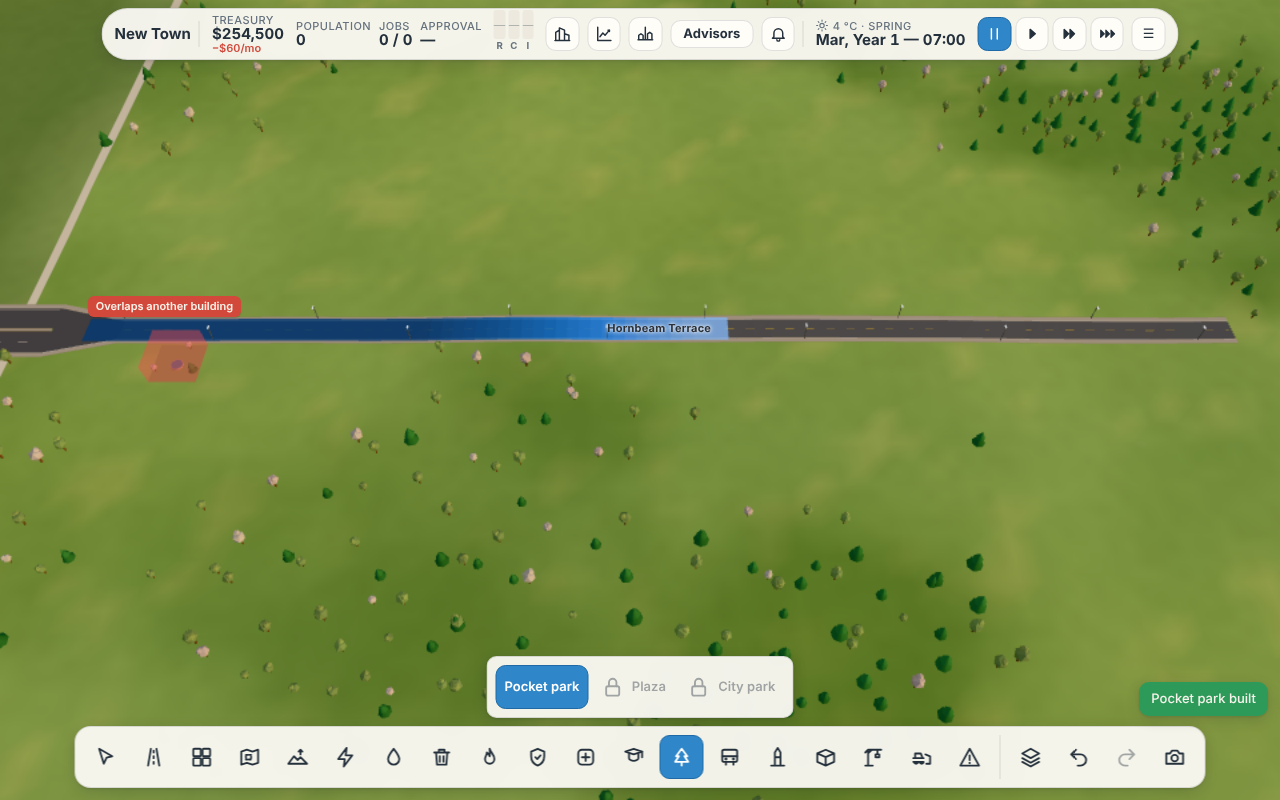 New Town
TREASURY
$254,500
−$60/mo
POPULATION
0
JOBS
0 / 0
APPROVAL
—
R C I
Advisors
4 °C · SPRING
Mar, Year 1 — 07:00
Overlaps another building
Hornbeam Terrace
Pocket park
Plaza
City park
Pocket park built